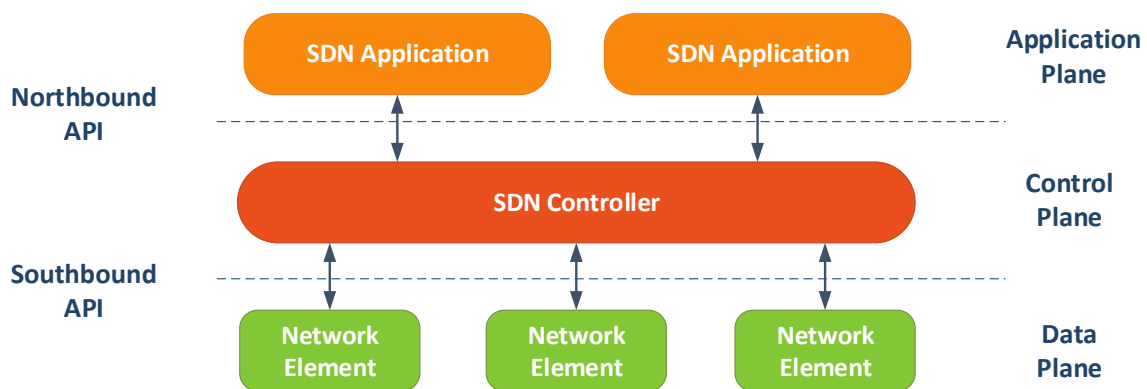 SDN Application
SDN Application
Application
Plane
Northbound
API
SDN Controller
Control
Plane
Southbound
API
Network
Element
Network
Element
Network
Element
Data
Plane